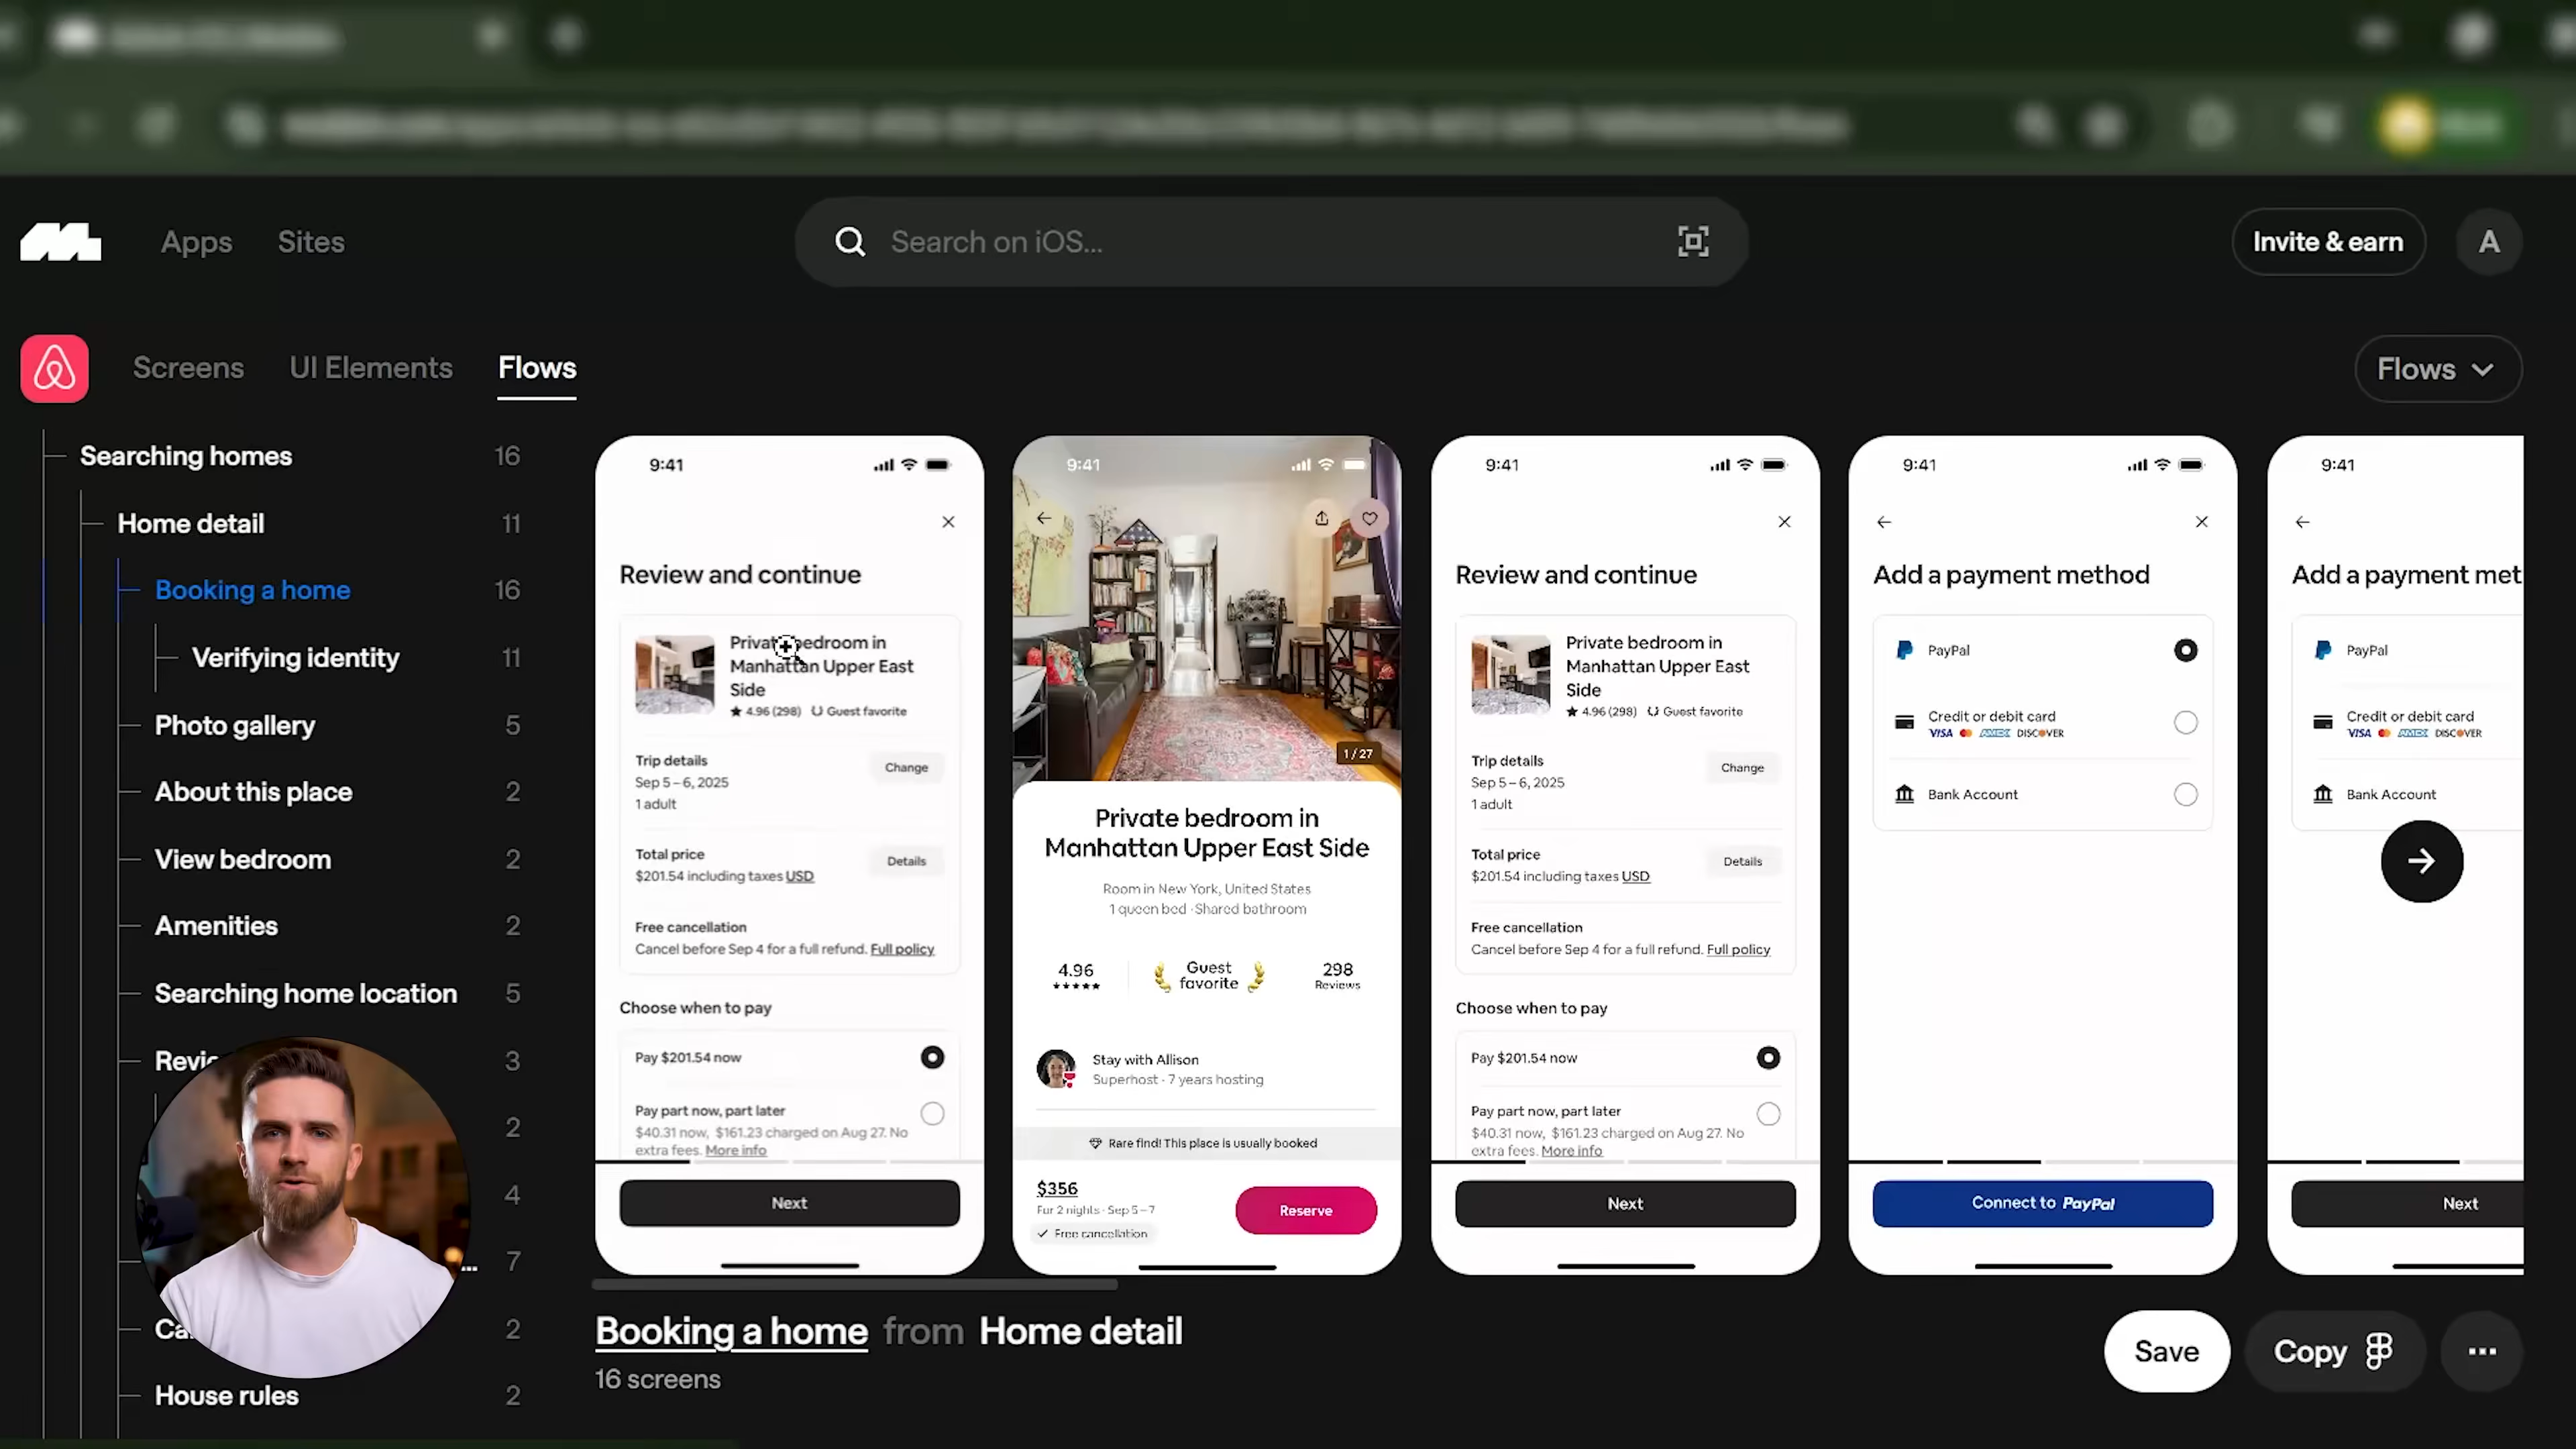 Apps
Sites
Search on iOS...
Invite & earn
A
Screens
UI Elements
Flows
Flows
Searching homes 16
Home detail 11
Booking a home 16
Verifying identity 11
Photo gallery 5
About this place 2
View bedroom 2
Amenities 2
Searching home location 5
3
2
4
... 7
2
House rules 2
9:41
Review and continue
Private bedroom in
Manhattan Upper East
Side
4.96 (298) Guest favorite
Trip details
Sep 5 – 6, 2025
1 adult
Change
Total price
$201.54 including taxes USD
Details
Free cancellation
Cancel before Sep 4 for a full refund. Full policy
Choose when to pay
Pay $201.54 now
Pay part now, part later
$40.31 now, $161.23 charged on Aug 27. No
extra fees. More info
Next
9:41
1 / 27
Private bedroom in
Manhattan Upper East Side
Room in New York, United States
1 queen bed · Shared bathroom
4.96
Guest
favorite
298
Reviews
Stay with Allison
Superhost · 7 years hosting
Rare find! This place is usually booked
$356
For 2 nights · Sep 5 – 7
Free cancellation
Reserve
9:41
Review and continue
Private bedroom in
Manhattan Upper East
Side
4.96 (298) Guest favorite
Trip details
Sep 5 – 6, 2025
1 adult
Change
Total price
$201.54 including taxes USD
Details
Free cancellation
Cancel before Sep 4 for a full refund. Full policy
Choose when to pay
Pay $201.54 now
Pay part now, part later
$40.31 now, $161.23 charged on Aug 27. No
extra fees. More info
Next
9:41
Add a payment method
PayPal
Credit or debit card
VISA AMEX DISCOVER
Bank Account
Connect to PayPal
9:41
Add a payment met
PayPal
Credit or debit card
VISA AMEX DISCOVER
Bank Account
Next
Booking a home from Home detail
16 screens
Save
Copy